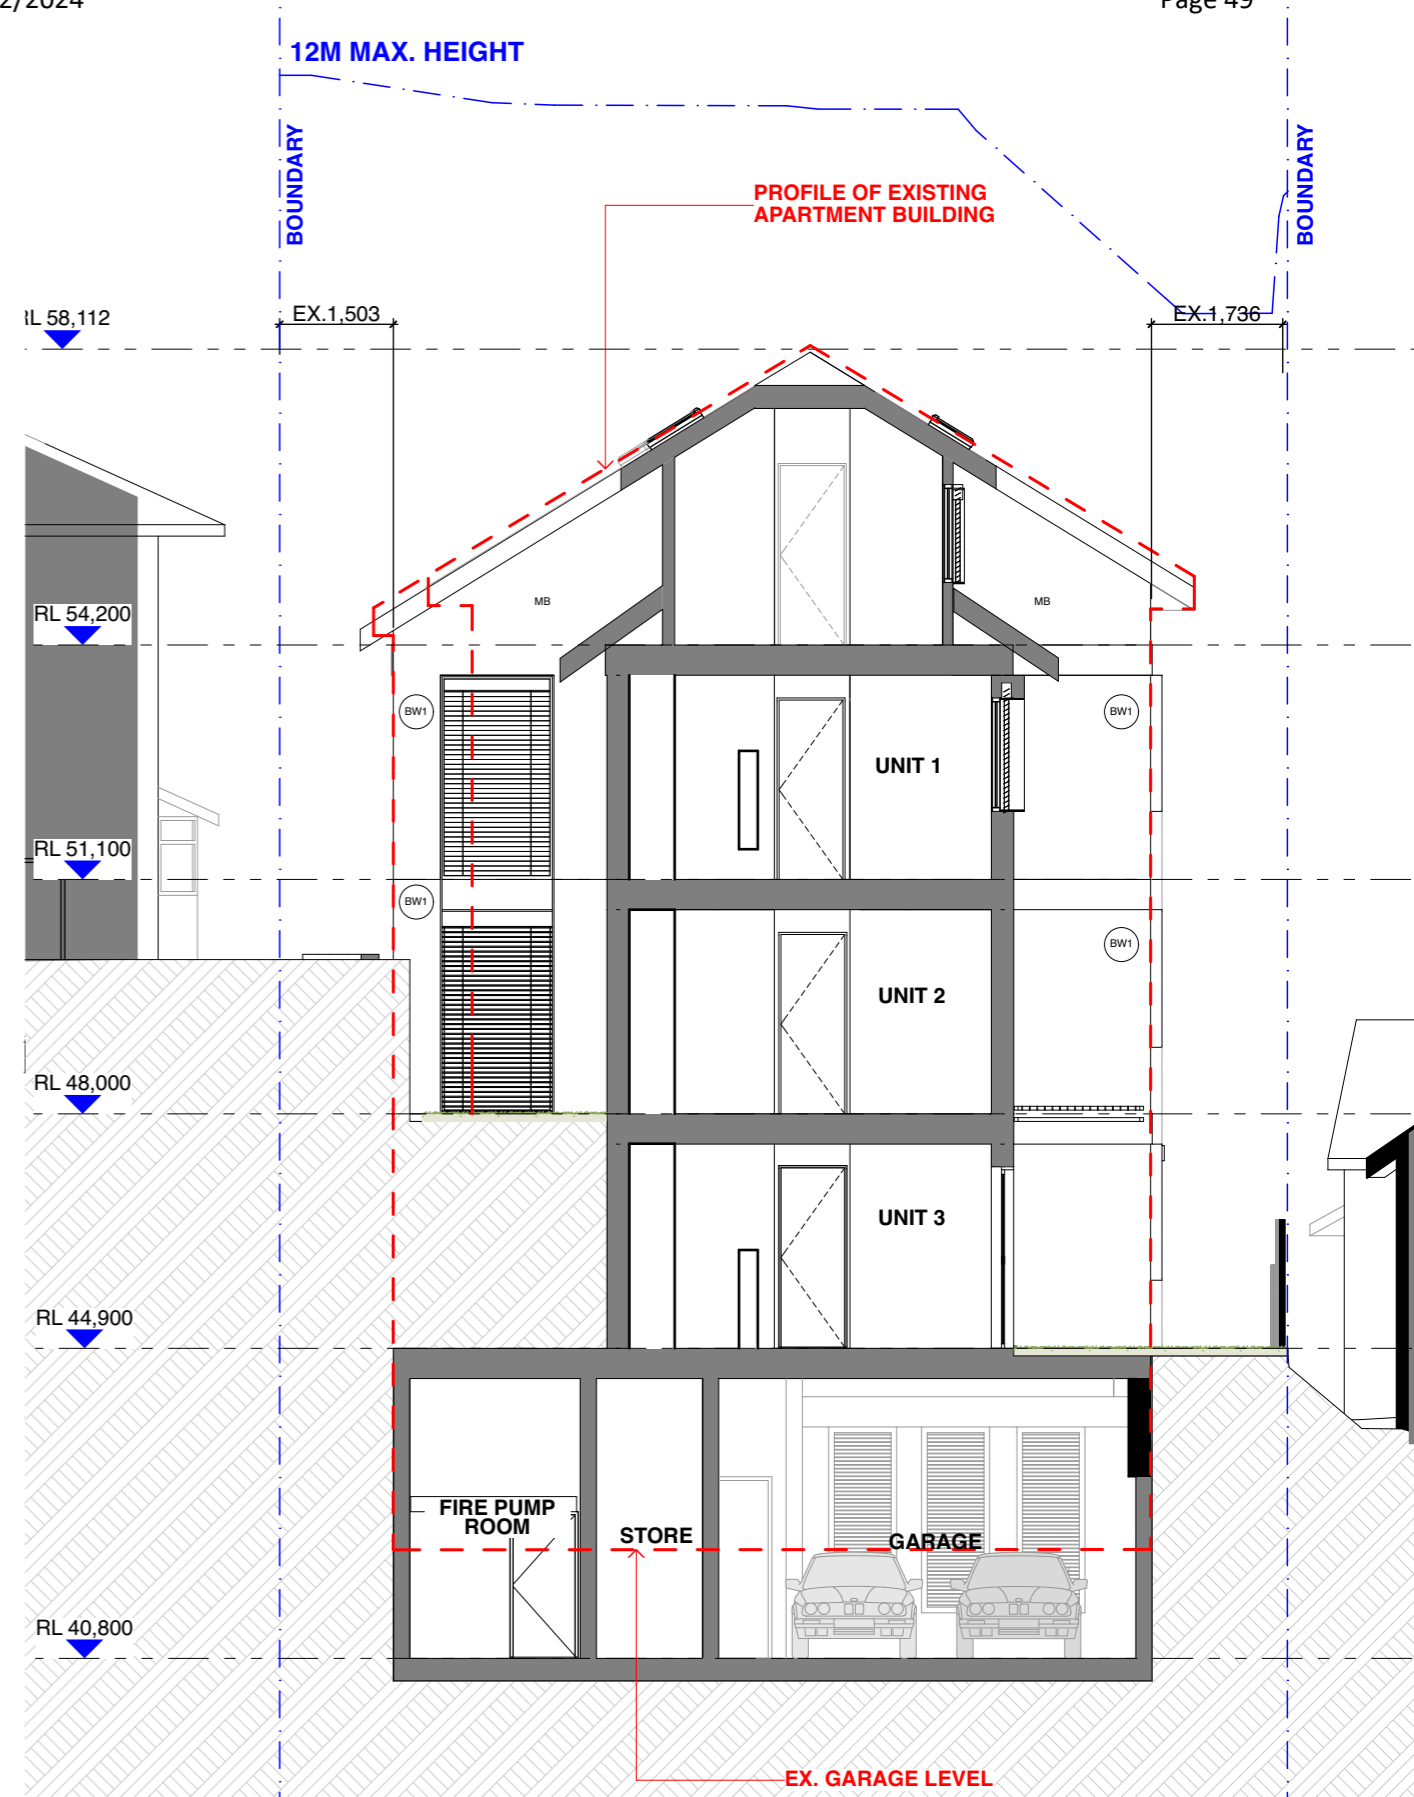 2/2024
Page 49
12M MAX. HEIGHT
BOUNDARY
BOUNDARY
PROFILE OF EXISTING
APARTMENT BUILDING
RL 58,112
EX.1,503
EX.1,736
MB
MB
RL 54,200
BW1
BW1
UNIT 1
RL 51,100
BW1
BW1
UNIT 2
RL 48,000
UNIT 3
RL 44,900
FIRE PUMP
ROOM
STORE
GARAGE
RL 40,800
EX. GARAGE LEVEL